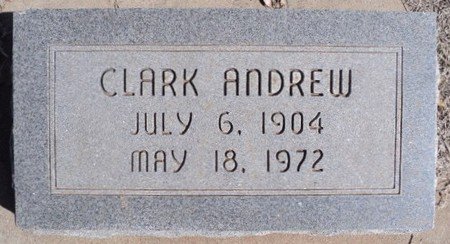 CLARK ANDREW
JULY 6, 1904
MAY 18, 1972